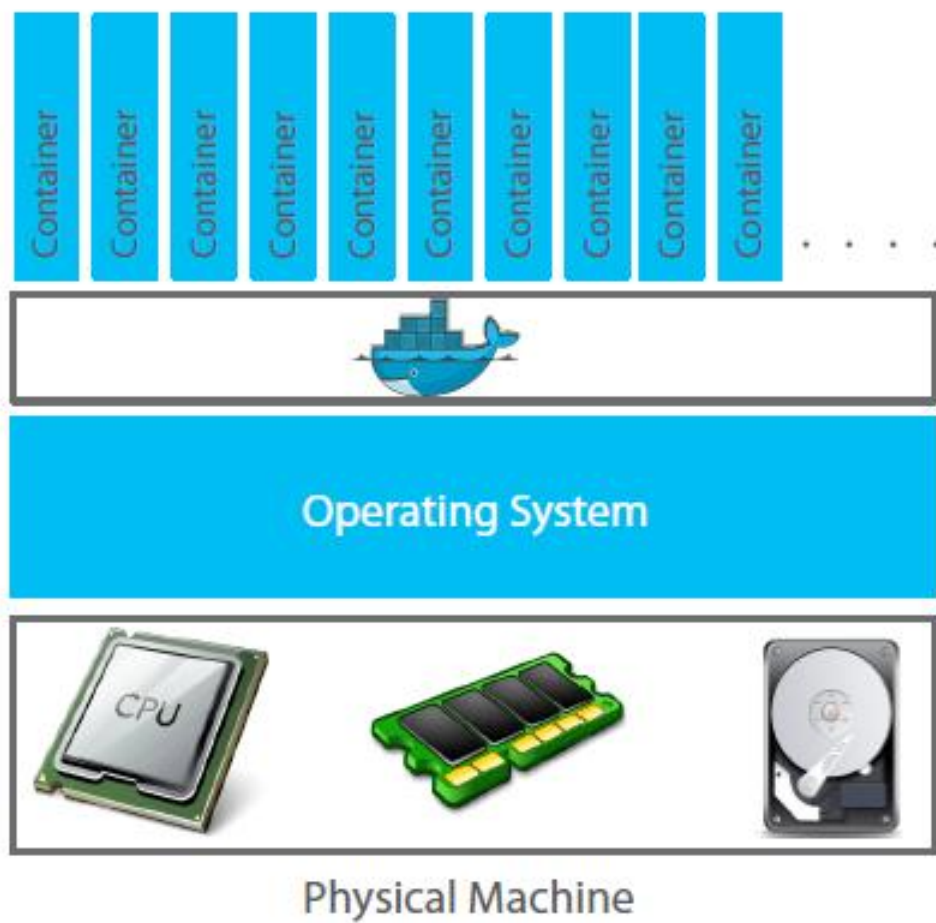 Container
Container
Container
Container
Container
Container
Container
Container
Container
Container
. . . .
Operating System
CPU
Physical Machine